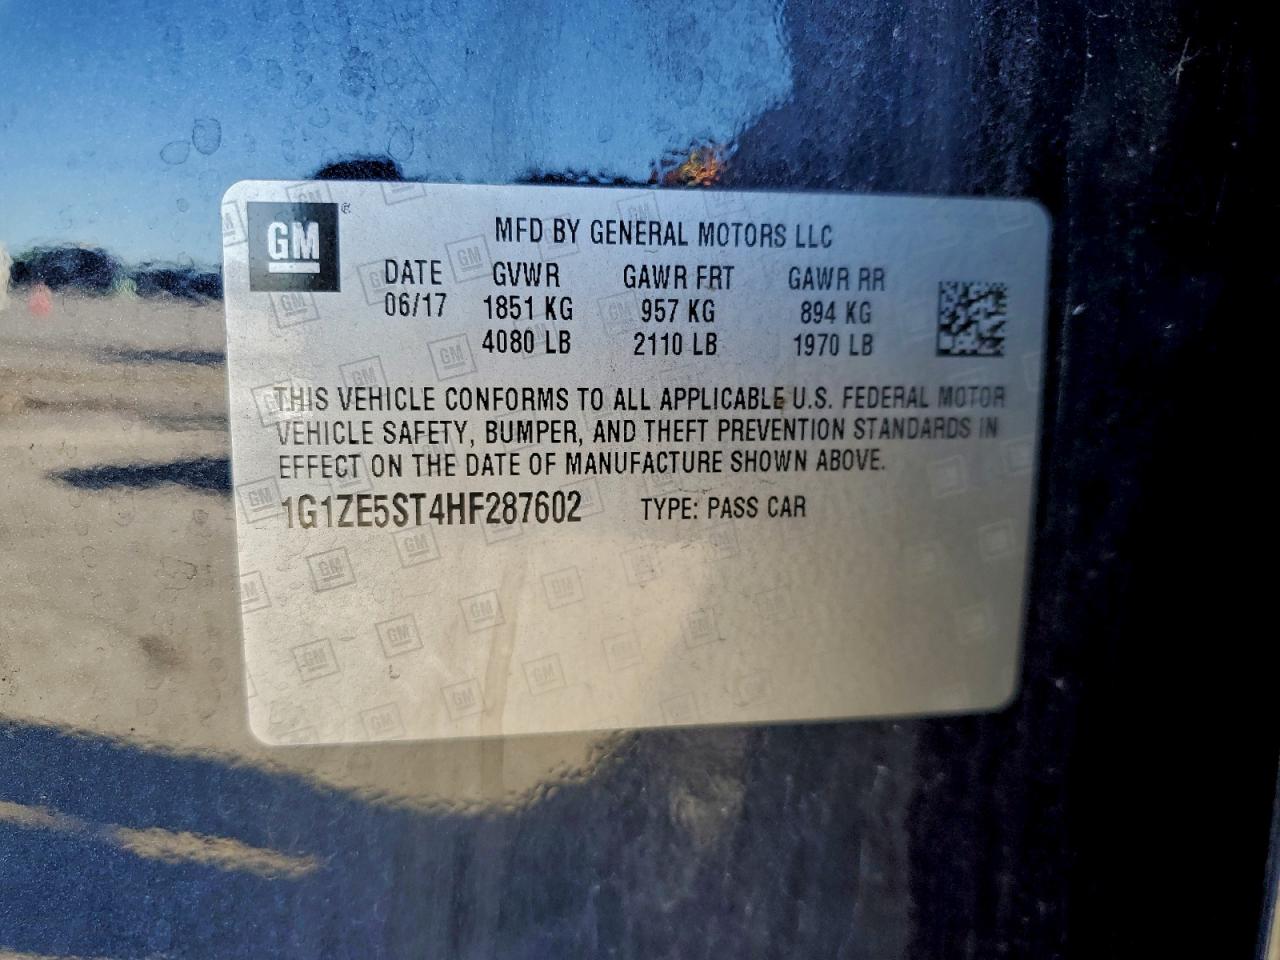 GM
MFD BY GENERAL MOTORS LLC
DATE GVWR GAWR FRT GAWR RR
06/17 1851 KG 957 KG 894 KG
4080 LB 2110 LB 1970 LB
THIS VEHICLE CONFORMS TO ALL APPLICABLE U.S. FEDERAL MOTOR
VEHICLE SAFETY, BUMPER, AND THEFT PREVENTION STANDARDS IN
EFFECT ON THE DATE OF MANUFACTURE SHOWN ABOVE.
1G1ZE5ST4HF287602 TYPE: PASS CAR